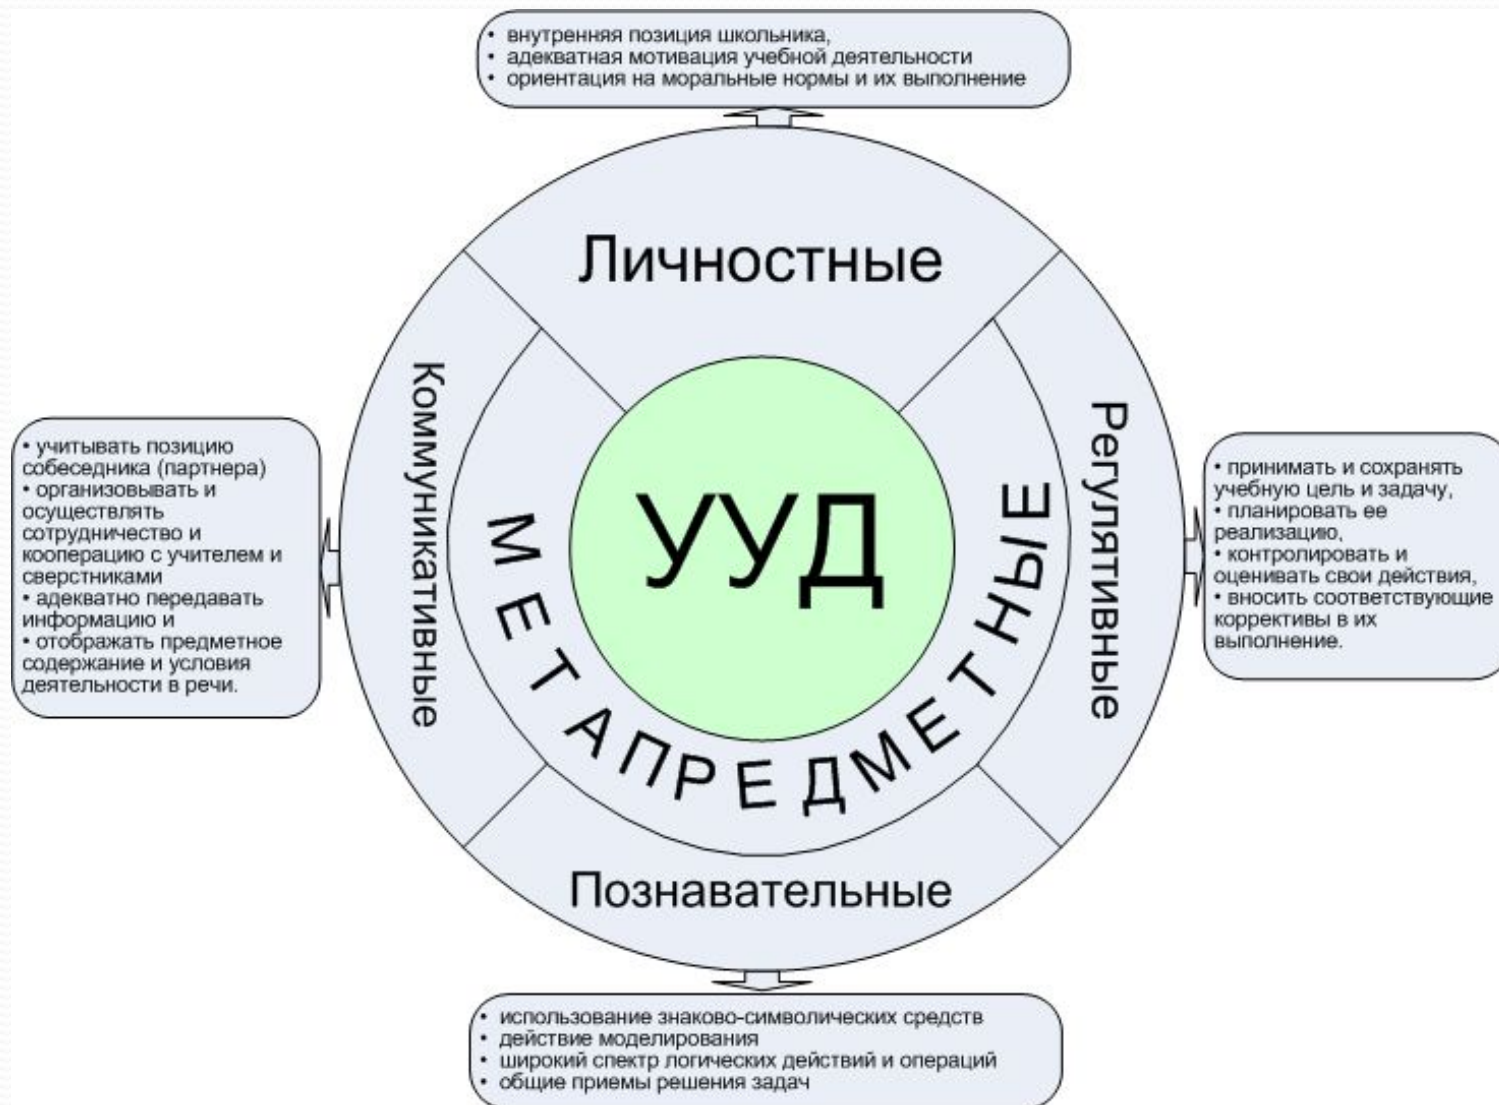 • внутренняя позиция школьника,
• адекватная мотивация учебной деятельности
• ориентация на моральные нормы и их выполнение
Личностные
Коммуникативные
• учитывать позицию
собеседника (партнера)
• организовывать и
осуществлять
сотрудничество и
кооперацию с учителем и
сверстниками
• адекватно передавать
информацию и
• отображать предметное
содержание и условия
деятельности в речи.
УУД
МЕТАПРЕДМЕТНЫЕ
Регулятивные
• принимать и сохранять
учебную цель и задачу,
• планировать ее
реализацию,
• контролировать и
оценивать свои действия,
• вносить соответствующие
коррективы в их
выполнение.
Познавательные
• использование знаково-символических средств
• действие моделирования
• широкий спектр логических действий и операций
• общие приемы решения задач